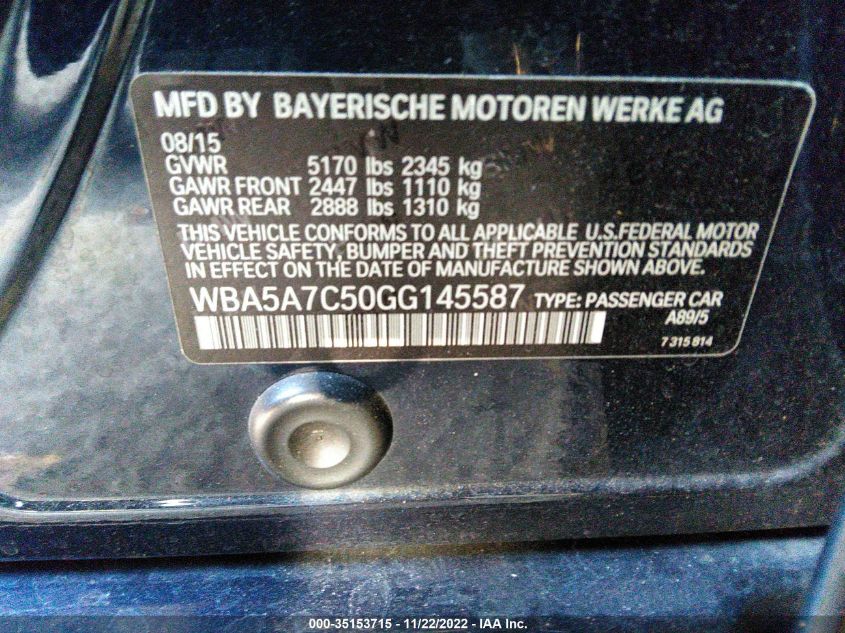 MFD BY BAYERISCHE MOTOREN WERKE AG
08/15
GVWR 5170 lbs 2345 kg
GAWR FRONT 2447 lbs 1110 kg
GAWR REAR 2888 lbs 1310 kg
THIS VEHICLE CONFORMS TO ALL APPLICABLE U.S.FEDERAL MOTOR
VEHICLE SAFETY, BUMPER AND THEFT PREVENTION STANDARDS
IN EFFECT ON THE DATE OF MANUFACTURE SHOWN ABOVE.
WBA5A7C50GG145587 TYPE: PASSENGER CAR
A89/5
7 315 814
000-35153715 - 11/22/2022 - IAA Inc.